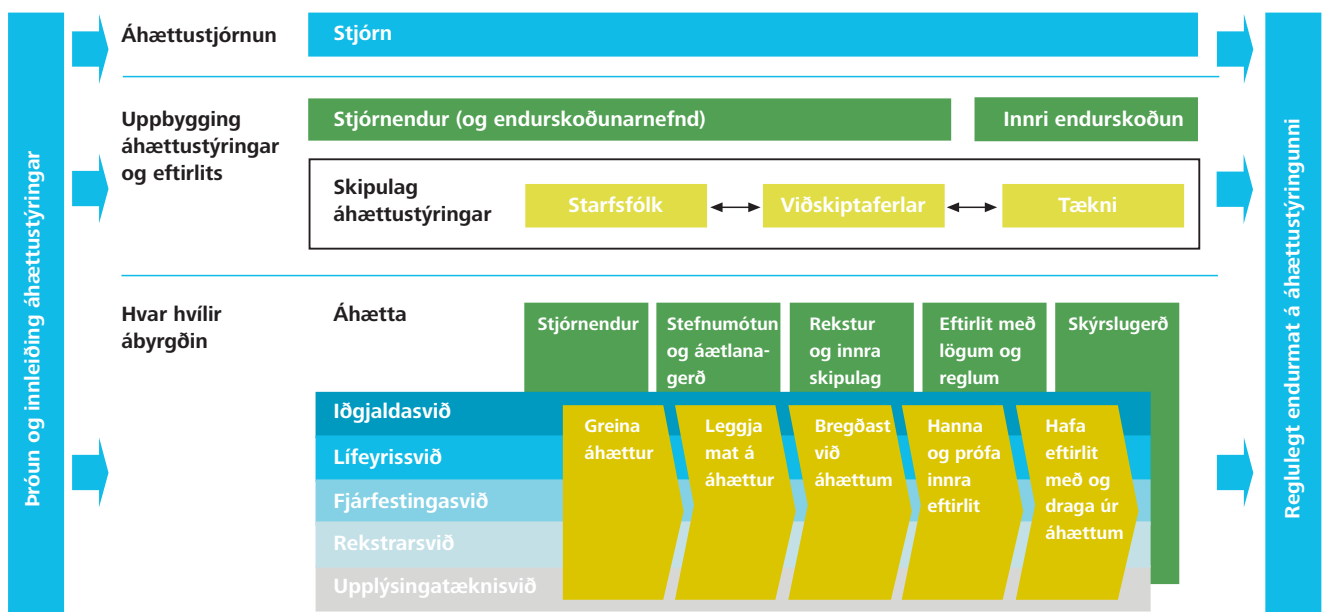 Þróun og innleiðing áhættustýringar
Áhættustjórnun
Stjórn
Uppbygging
áhættustýringar
og eftirlits
Stjórnendur (og endurskoðunarnefnd)
Innri endurskoðun
Skipulag
áhættustýringar
Starfsfólk
Viðskiptaferlar
Tækni
Hvar hvílir
ábyrgðin
Áhætta
Stjórnendur
Stefnumótun
og áætlana-
gerð
Rekstur
og innra
skipulag
Eftirlit með
lögum og
reglum
Skýrslugerð
Iðgjaldasvið
Lífeyrissvið
Fjárfestingasvið
Rekstrarsvið
Upplýsingatæknisvið
Greina
áhættur
Leggja
mat á
áhættur
Bregðast
við
áhættum
Hanna
og prófa
innra
eftirlit
Hafa
eftirlit
með og
draga úr
áhættum
Reglulegt endurmat á áhættustýringunni